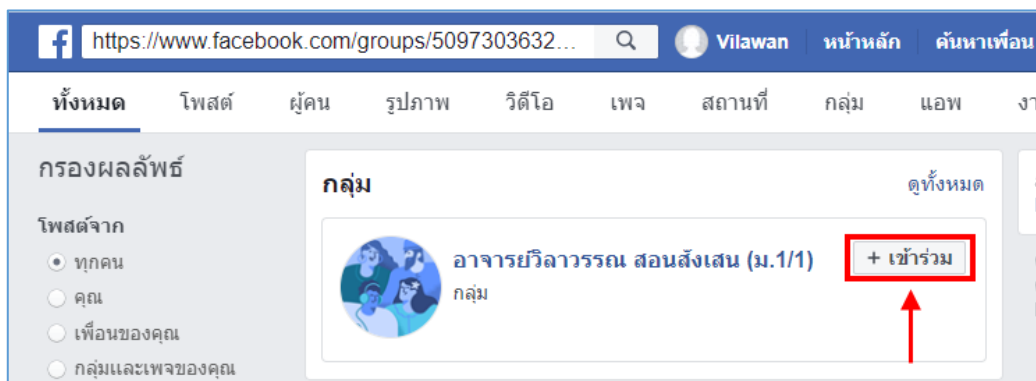 f https://www.facebook.com/groups/5097303632... Vilawan หน้าหลัก ค้นหาเพื่อน
ทั้งหมด โพสต์ ผู้คน รูปภาพ วิดีโอ เพจ สถานที่ กลุ่ม แอพ
กรองผลลัพธ์
กลุ่ม ดูทั้งหมด
โพสต์จาก
ทุกคน
อาจารย์วิลาวรรณ สอนสังเสน (ม.1/1) + เข้าร่วม
กลุ่ม
คุณ
เพื่อนของคุณ
กลุ่มและเพจของคุณ